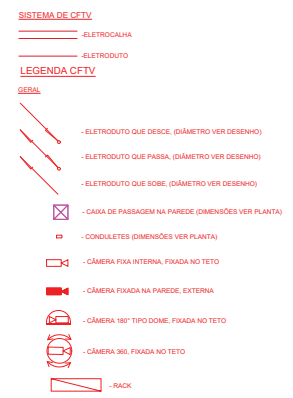 SISTEMA DE CFTV
-ELETROCALHA
-ELETRODUTO
LEGENDA CFTV
GERAL
- ELETRODUTO QUE DESCE, (DIÂMETRO VER DESENHO)
- ELETRODUTO QUE PASSA, (DIÂMETRO VER DESENHO)
- ELETRODUTO QUE SOBE, (DIÂMETRO VER DESENHO)
- CAIXA DE PASSAGEM NA PAREDE (DIMENSÕES VER PLANTA)
- CONDULETES (DIMENSÕES VER PLANTA)
- CÂMERA FIXA INTERNA, FIXADA NO TETO
- CÂMERA FIXADA NA PAREDE, EXTERNA
- CÂMERA 180° TIPO DOME, FIXADA NO TETO
- CÂMERA 360, FIXADA NO TETO
- RACK